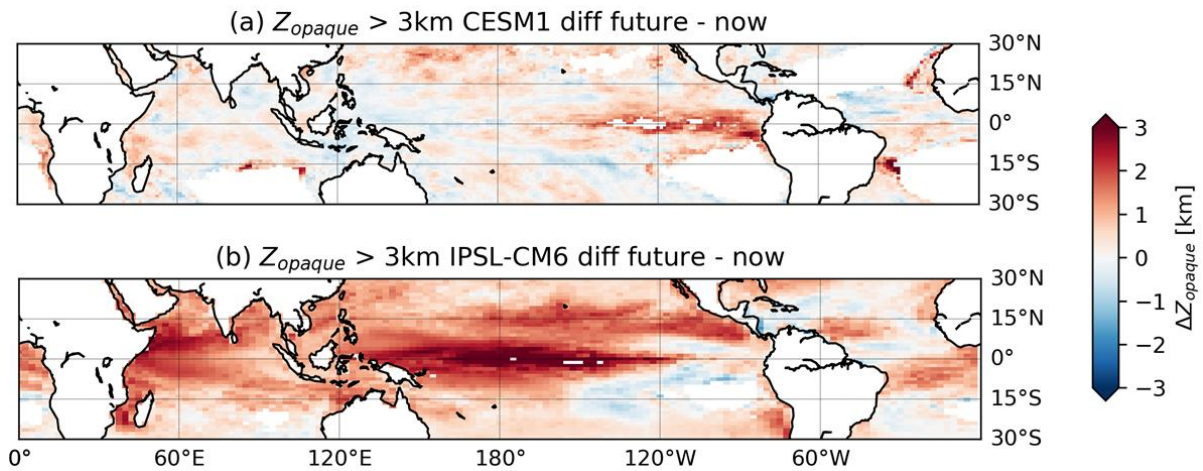 (a) Z_opaque > 3km CESM1 diff future - now
30°N
15°N
0°
15°S
30°S
(b) Z_opaque > 3km IPSL-CM6 diff future - now
30°N
15°N
0°
15°S
30°S
0 60°E 120°E 180° 120°W 60°W
3
2
1
0
−1
−2
−3
ΔZ_opaque [km]